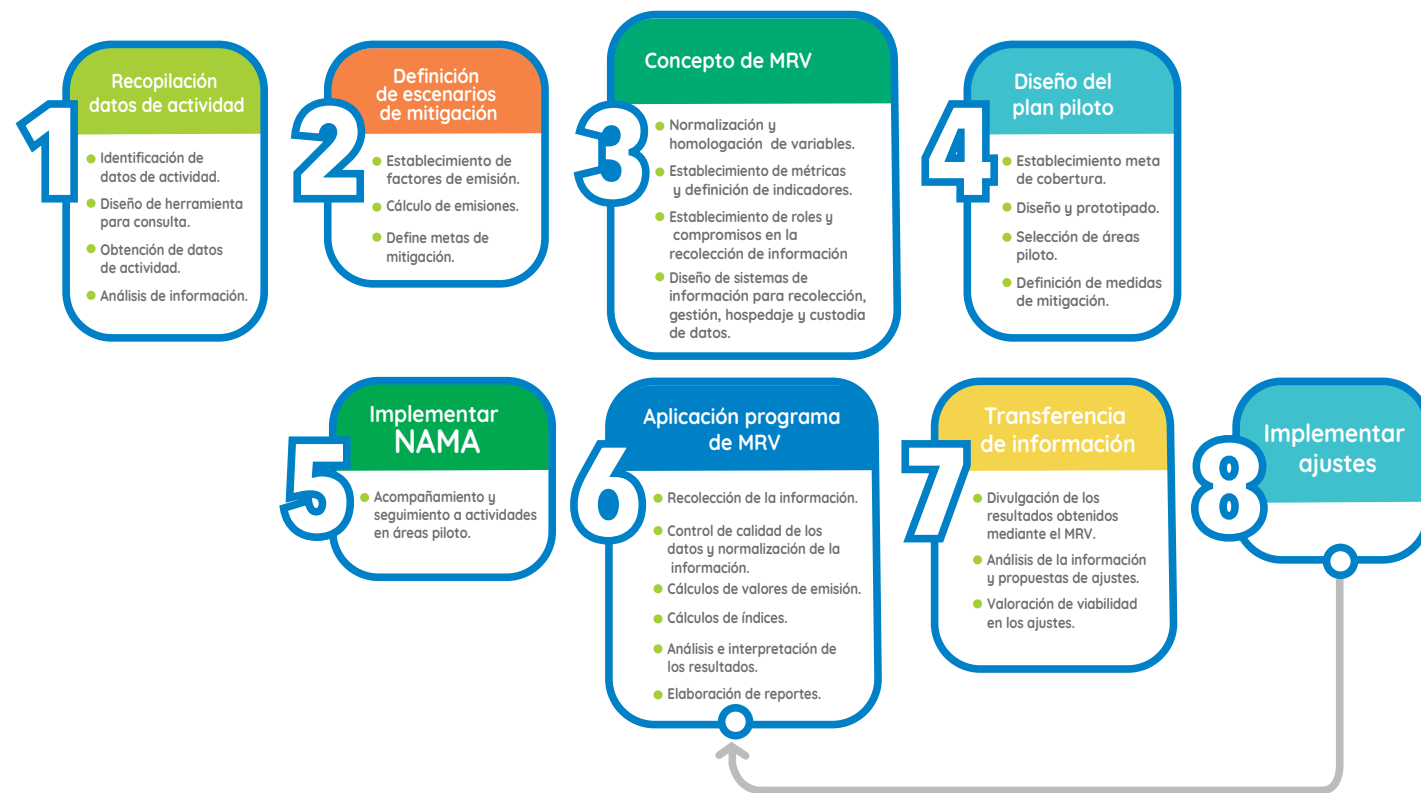 1
Recopilación
datos de actividad
Identificación de
datos de actividad.
Diseño de herramienta
para consulta.
Obtención de datos
de actividad.
Análisis de información.
2
Definición
de escenarios
de mitigación
Establecimiento de
factores de emisión.
Cálculo de emisiones.
Define metas de
mitigación.
3
Concepto de MRV
Normalización y
homologación de variables.
Establecimiento de métricas
y definición de indicadores.
Establecimiento de roles y
compromisos en la
recolección de información
Diseño de sistemas de
información para recolección,
gestión, hospedaje y custodia
de datos.
4
Diseño del
plan piloto
Establecimiento meta
de cobertura.
Diseño y prototipado.
Selección de áreas
piloto.
Definición de medidas
de mitigación.
5
Implementar
NAMA
Acompañamiento y
seguimiento a actividades
en áreas piloto.
6
Aplicación programa
de MRV
Recolección de la información.
Control de calidad de los
datos y normalización de la
información.
Cálculos de valores de emisión.
Cálculos de índices.
Análisis e interpretación de
los resultados.
Elaboración de reportes.
7
Transferencia
de información
Divulgación de los
resultados obtenidos
mediante el MRV.
Análisis de la información
y propuestas de ajustes.
Valoración de viabilidad
en los ajustes.
8
Implementar
ajustes